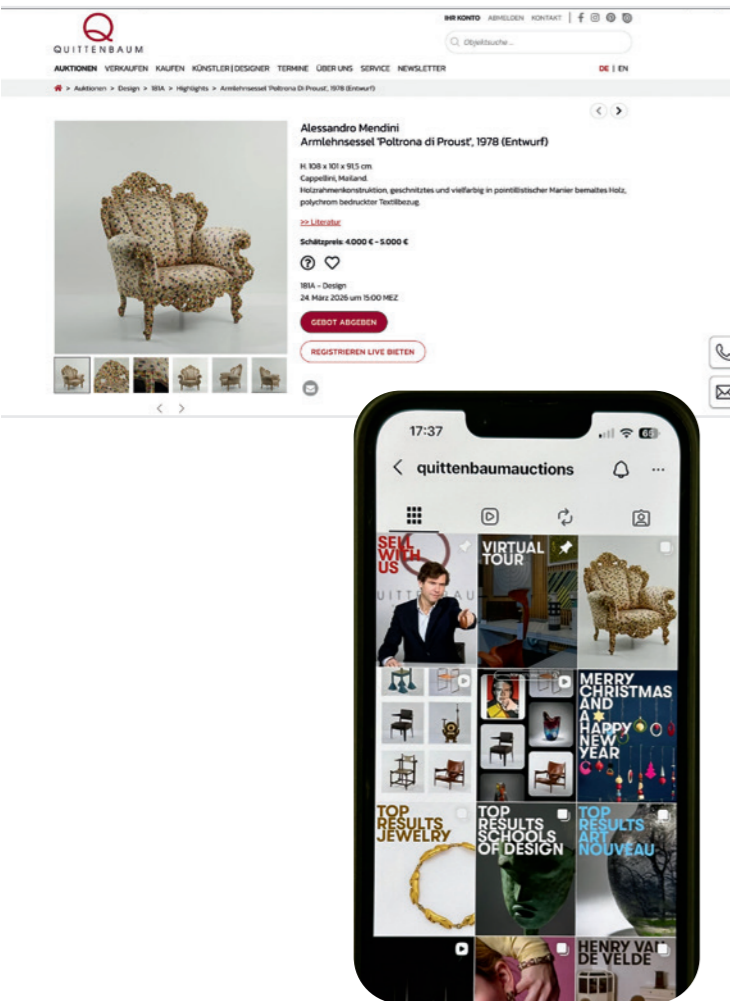 IHR KONTO ABMELDEN KONTAKT
QUITTENBAUM
Objektsuche ...
AUKTIONEN VERKAUFEN KAUFEN KÜNSTLER | DESIGNER TERMINE ÜBER UNS SERVICE NEWSLETTER
DE | EN
> Auktionen > Design > 181A > Highlights > Armlehnsessel 'Poltrona Di Proust', 1978 (Entwurf)
Alessandro Mendini
Armlehnsessel 'Poltrona di Proust', 1978 (Entwurf)
H. 108 x 101 x 91,5 cm
Cappellini, Mailand.
Holzrahmenkonstruktion, geschnitztes und vielfarbig in pointillistischer Manier bemaltes Holz,
polychrom bedruckter Textilbezug.
>> Literatur
Schätzpreis: 4.000 € - 5.000 €
181A – Design
24. März 2026 um 15:00 MEZ
GEBOT ABGEBEN
REGISTRIEREN LIVE BIETEN
17:37
quittenbaumauctions
SELL
WITH
US
VIRTUAL
TOUR
MERRY
CHRISTMAS
AND
A
HAPPY
NEW
YEAR
TOP
RESULTS
JEWELRY
TOP
RESULTS
SCHOOLS
OF DESIGN
TOP
RESULTS
ART
NOUVEAU
HENRY VAN
DE VELDE